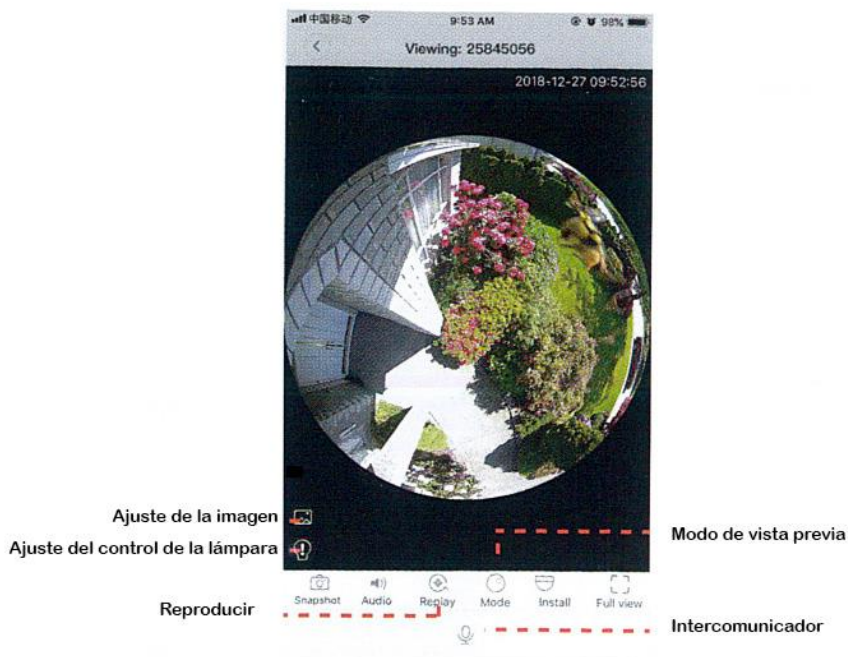 中国移动 9:53 AM 98%
Viewing: 25845056
2018-12-27 09:52:56
Ajuste de la imagen
Modo de vista previa
Ajuste del control de la lámpara
Snapshot Audio Replay Mode Install Full view
Reproducir
Intercomunicador